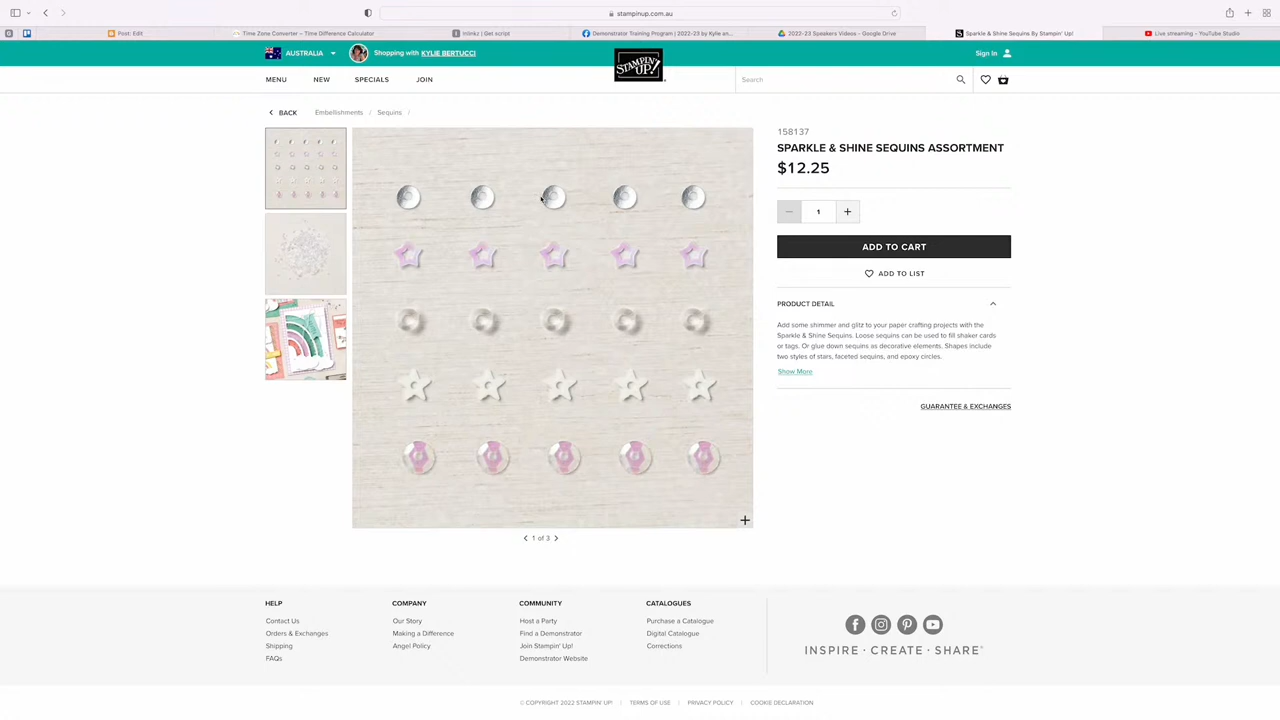 stampinup.com.au
Post: Edit
Time Zone Converter – Time Difference Calculator
Inlinkz | Get script
Demonstrator Training Program | 2022-23 by Kylie an...
2022-23 Speakers Videos – Google Drive
Sparkle & Shine Sequins By Stampin' Up!
Live streaming – YouTube Studio
AUSTRALIA
Shopping with KYLIE BERTUCCI
STAMPIN' UP!
Sign In
MENU
NEW
SPECIALS
JOIN
Search
BACK
Embellishments / Sequins /
158137
SPARKLE & SHINE SEQUINS ASSORTMENT
$12.25
1
ADD TO CART
ADD TO LIST
PRODUCT DETAIL
Add some shimmer and glitz to your paper crafting projects with the
Sparkle & Shine Sequins. Loose sequins can be used to fill shaker cards
or tags. Or glue down sequins as decorative elements. Shapes include
two styles of stars, faceted sequins, and epoxy circles.
Show More
GUARANTEE & EXCHANGES
1 of 3
HELP
Contact Us
Orders & Exchanges
Shipping
FAQs
COMPANY
Our Story
Making a Difference
Angel Policy
COMMUNITY
Host a Party
Find a Demonstrator
Join Stampin' Up!
Demonstrator Website
CATALOGUES
Purchase a Catalogue
Digital Catalogue
Corrections
INSPIRE · CREATE · SHARE®
© COPYRIGHT 2022 STAMPIN' UP!
TERMS OF USE
PRIVACY POLICY
COOKIE DECLARATION